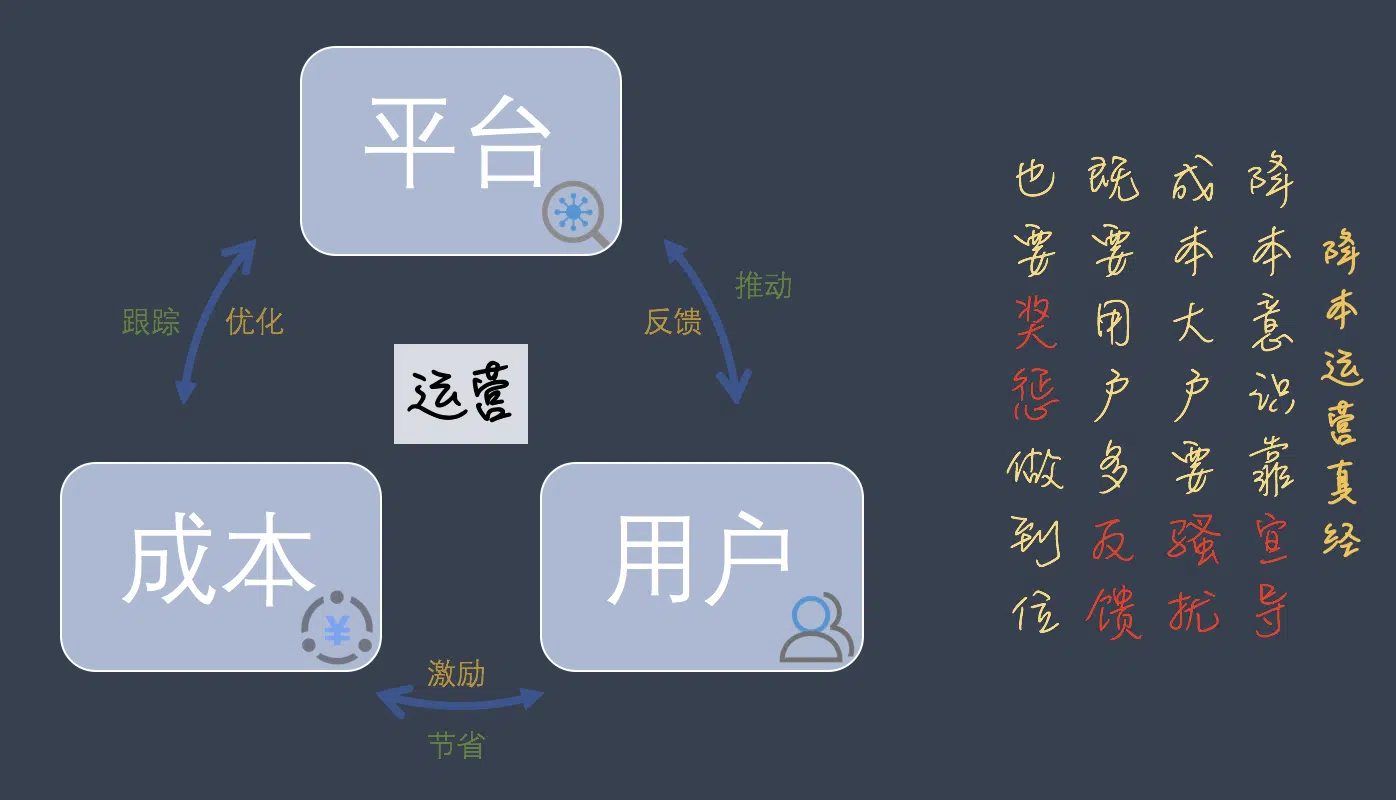 平台
跟踪
优化
反馈
推动
运营
成本
¥
用户
激励
节省
降本运营真经
降本意识靠宣导
成本大户要骚扰
既要用户多反馈
也要奖惩做到位